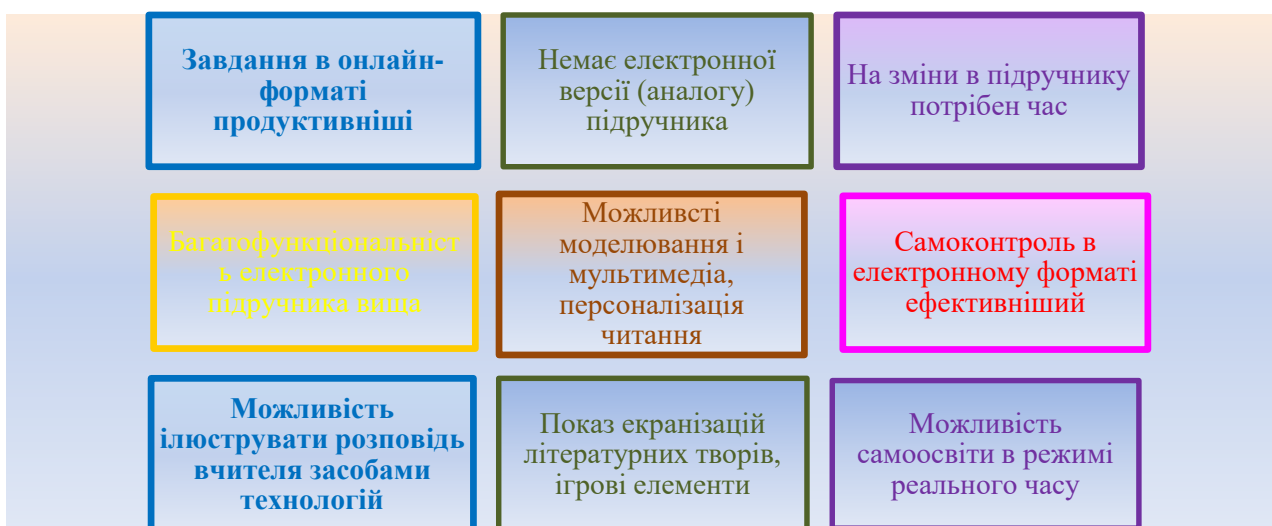 Завдання в онлайн-
форматі
продуктивніші
Немає електронної
версії (аналогу)
підручника
На зміни в підручнику
потрібен час
Багатофункціональніст
ь електронного
підручника вища
Можливсті
моделювання і
мультимедіа,
персоналізація
читання
Самоконтроль в
електронному форматі
ефективніший
Можливість
ілюструвати розповідь
вчителя засобами
технологій
Показ екранізацій
літературних творів,
ігрові елементи
Можливість
самоосвіти в режимі
реального часу